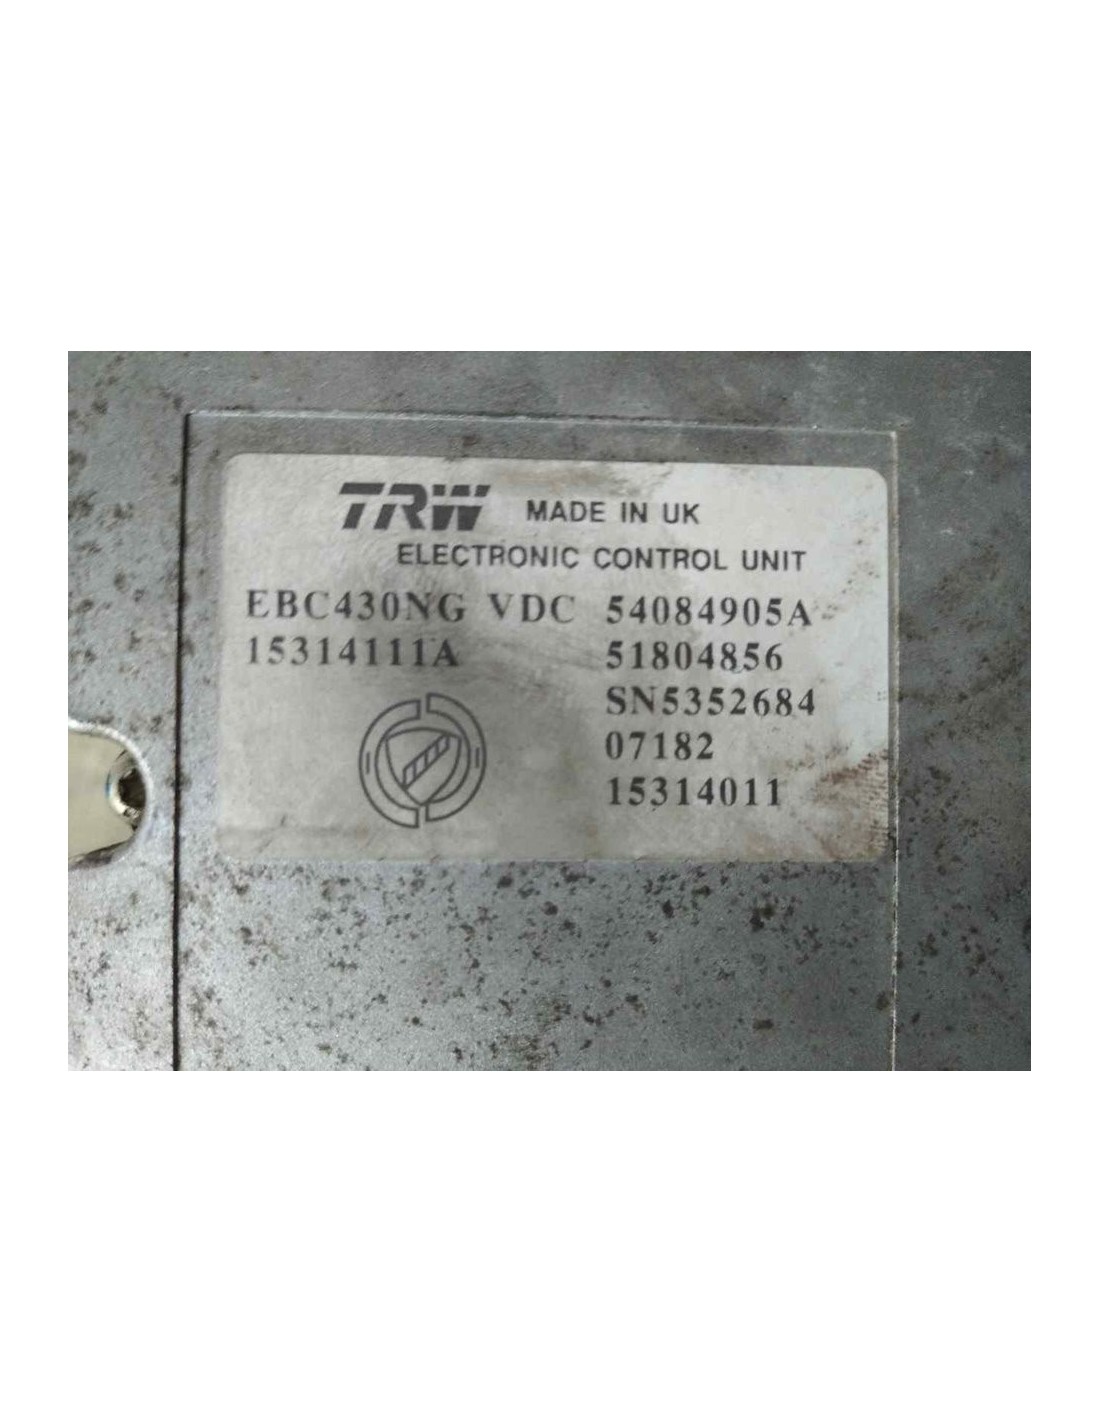 TRW MADE IN UK
ELECTRONIC CONTROL UNIT
EBC430NG VDC 54084905A
15314111A 51804856
SN5352684
07182
15314011